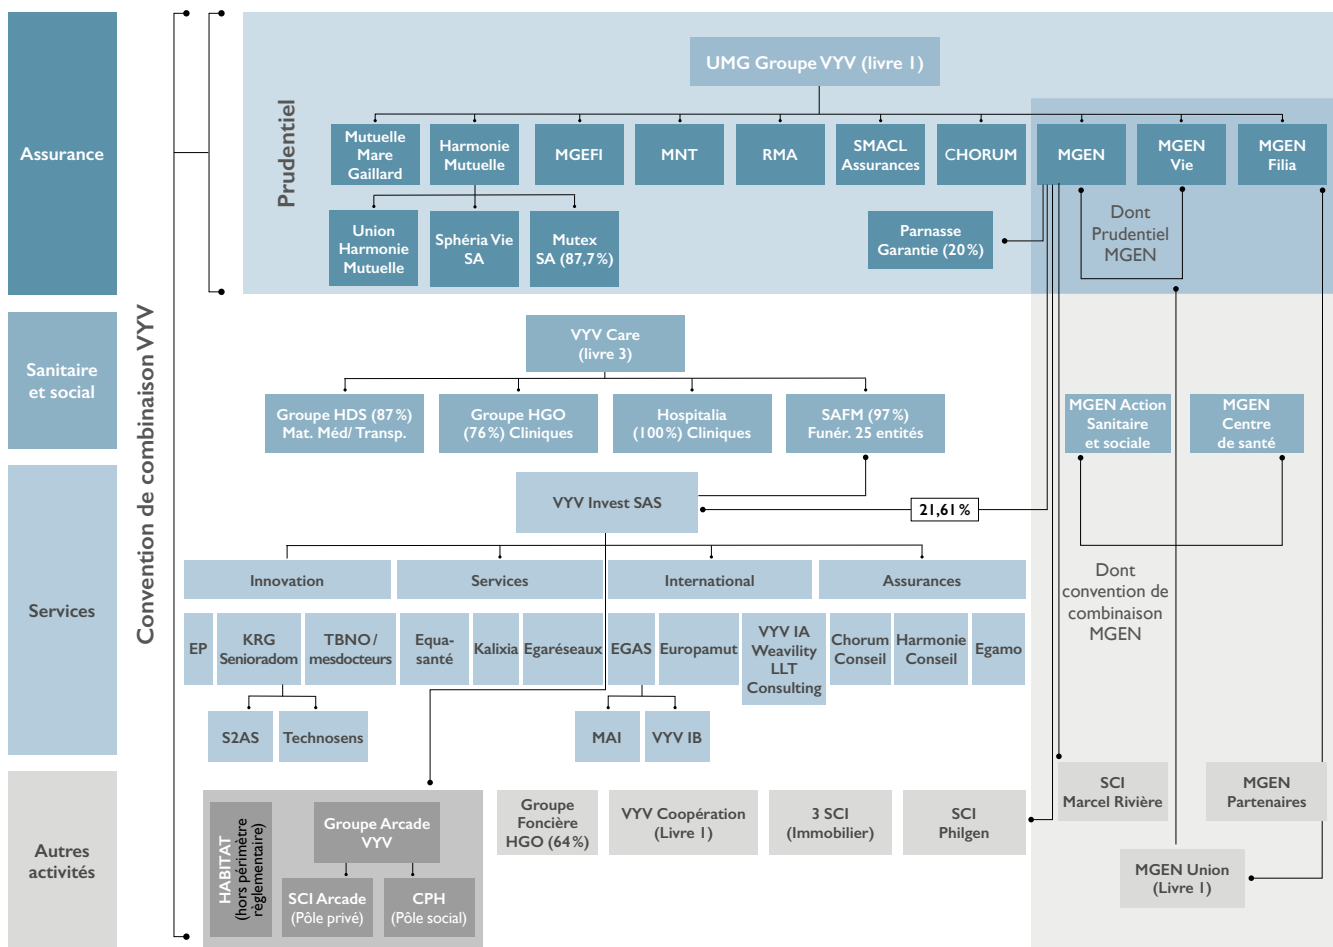 Assurance
Sanitaire
et social
Services
Autres
activités
Convention de combinaison VYV
Prudentiel
UMG Groupe VYV (livre 1)
Mutuelle
Mare
Gaillard
Harmonie
Mutuelle
MGEFI
MNT
RMA
SMACL
Assurances
CHORUM
MGEN
MGEN
Vie
MGEN
Filia
Union
Harmonie
Mutuelle
Sphéria Vie
SA
Mutex
SA (87,7%)
Parnasse
Garantie (20%)
Dont
Prudentiel
MGEN
VYV Care
(livre 3)
Groupe HDS (87%)
Mat. Méd/ Transp.
Groupe HGO
(76%) Cliniques
Hospitalia
(100%) Cliniques
SAFM (97%)
Funér. 25 entités
MGEN Action
Sanitaire
et sociale
MGEN
Centre
de santé
VYV Invest SAS
21,61%
Innovation
Services
International
Assurances
Dont
convention de
combinaison
MGEN
EP
KRG
Senioradom
TBNO/
mesdocteurs
Equa-
santé
Kalixia
Egaréseaux
EGAS
Europamut
VYV IA
Weavility
LLT
Consulting
Chorum
Conseil
Harmonie
Conseil
Egamo
S2AS
Technosens
MAI
VYV IB
HABITAT
(hors périmètre
règlementaire)
Groupe Arcade
VYV
SCI Arcade
(Pôle privé)
CPH
(Pôle social)
Groupe
Foncière
HGO (64%)
VYV Coopération
(Livre 1)
3 SCI
(Immobilier)
SCI
Philgen
SCI
Marcel Rivière
MGEN
Partenaires
MGEN Union
(Livre 1)